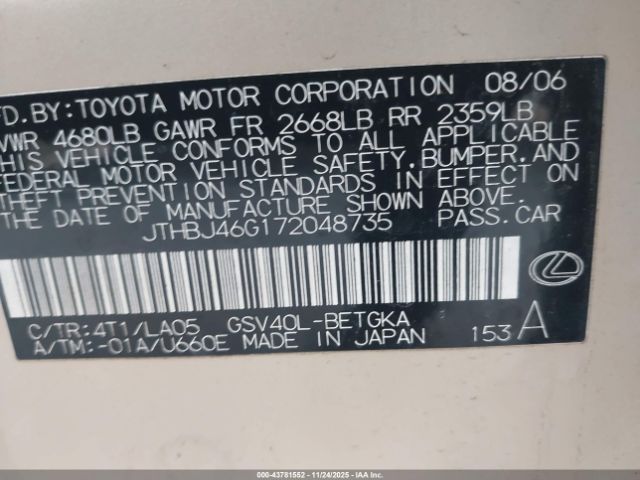 FD. BY: TOYOTA MOTOR CORPORATION 08/06
VWR 4680LB GAWR FR 2668LB RR 2359LB
THIS VEHICLE CONFORMS TO ALL APPLICABLE
FEDERAL MOTOR VEHICLE SAFETY, BUMPER, AND
THEFT PREVENTION STANDARDS IN EFFECT ON
THE DATE OF MANUFACTURE SHOWN ABOVE.
JTHBJ46G172048735 PASS. CAR
C/TR: 4T1/LA05 GSV40L-BETGKA
A/TM: -01A/U660E MADE IN JAPAN 153 A
000-43781552 - 11/24/2025 - IAAI INC.